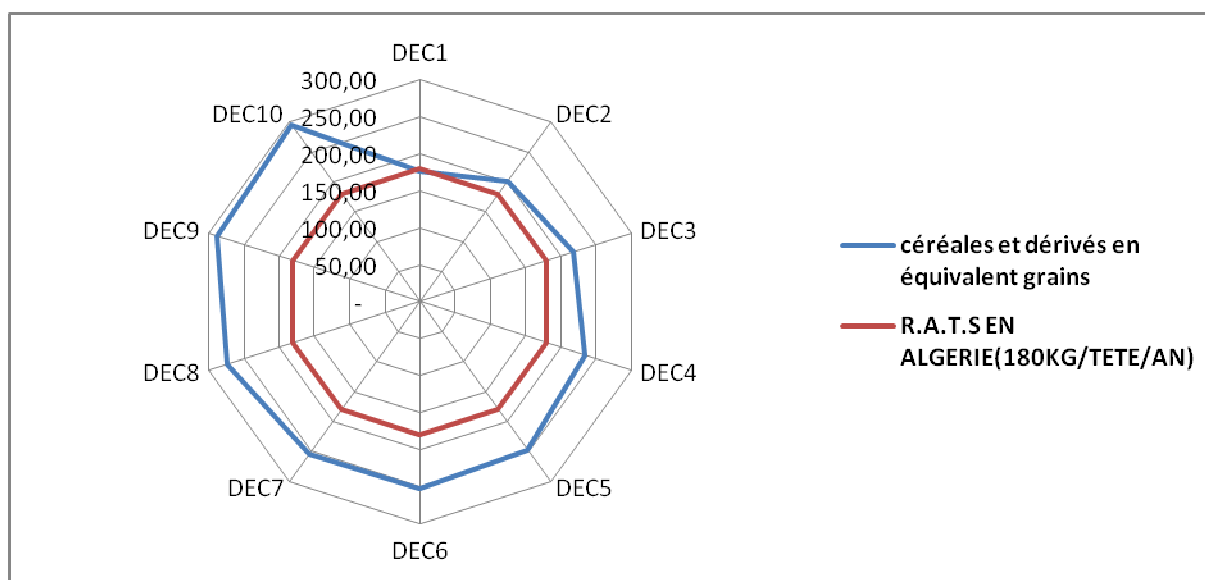 DEC1
300,00
250,00
200,00
150,00
100,00
50,00
-
DEC2
DEC3
DEC4
DEC5
DEC6
DEC7
DEC8
DEC9
DEC10
céréales et dérivés en
équivalent grains
R.A.T.S EN
ALGERIE(180KG/TETE/AN)